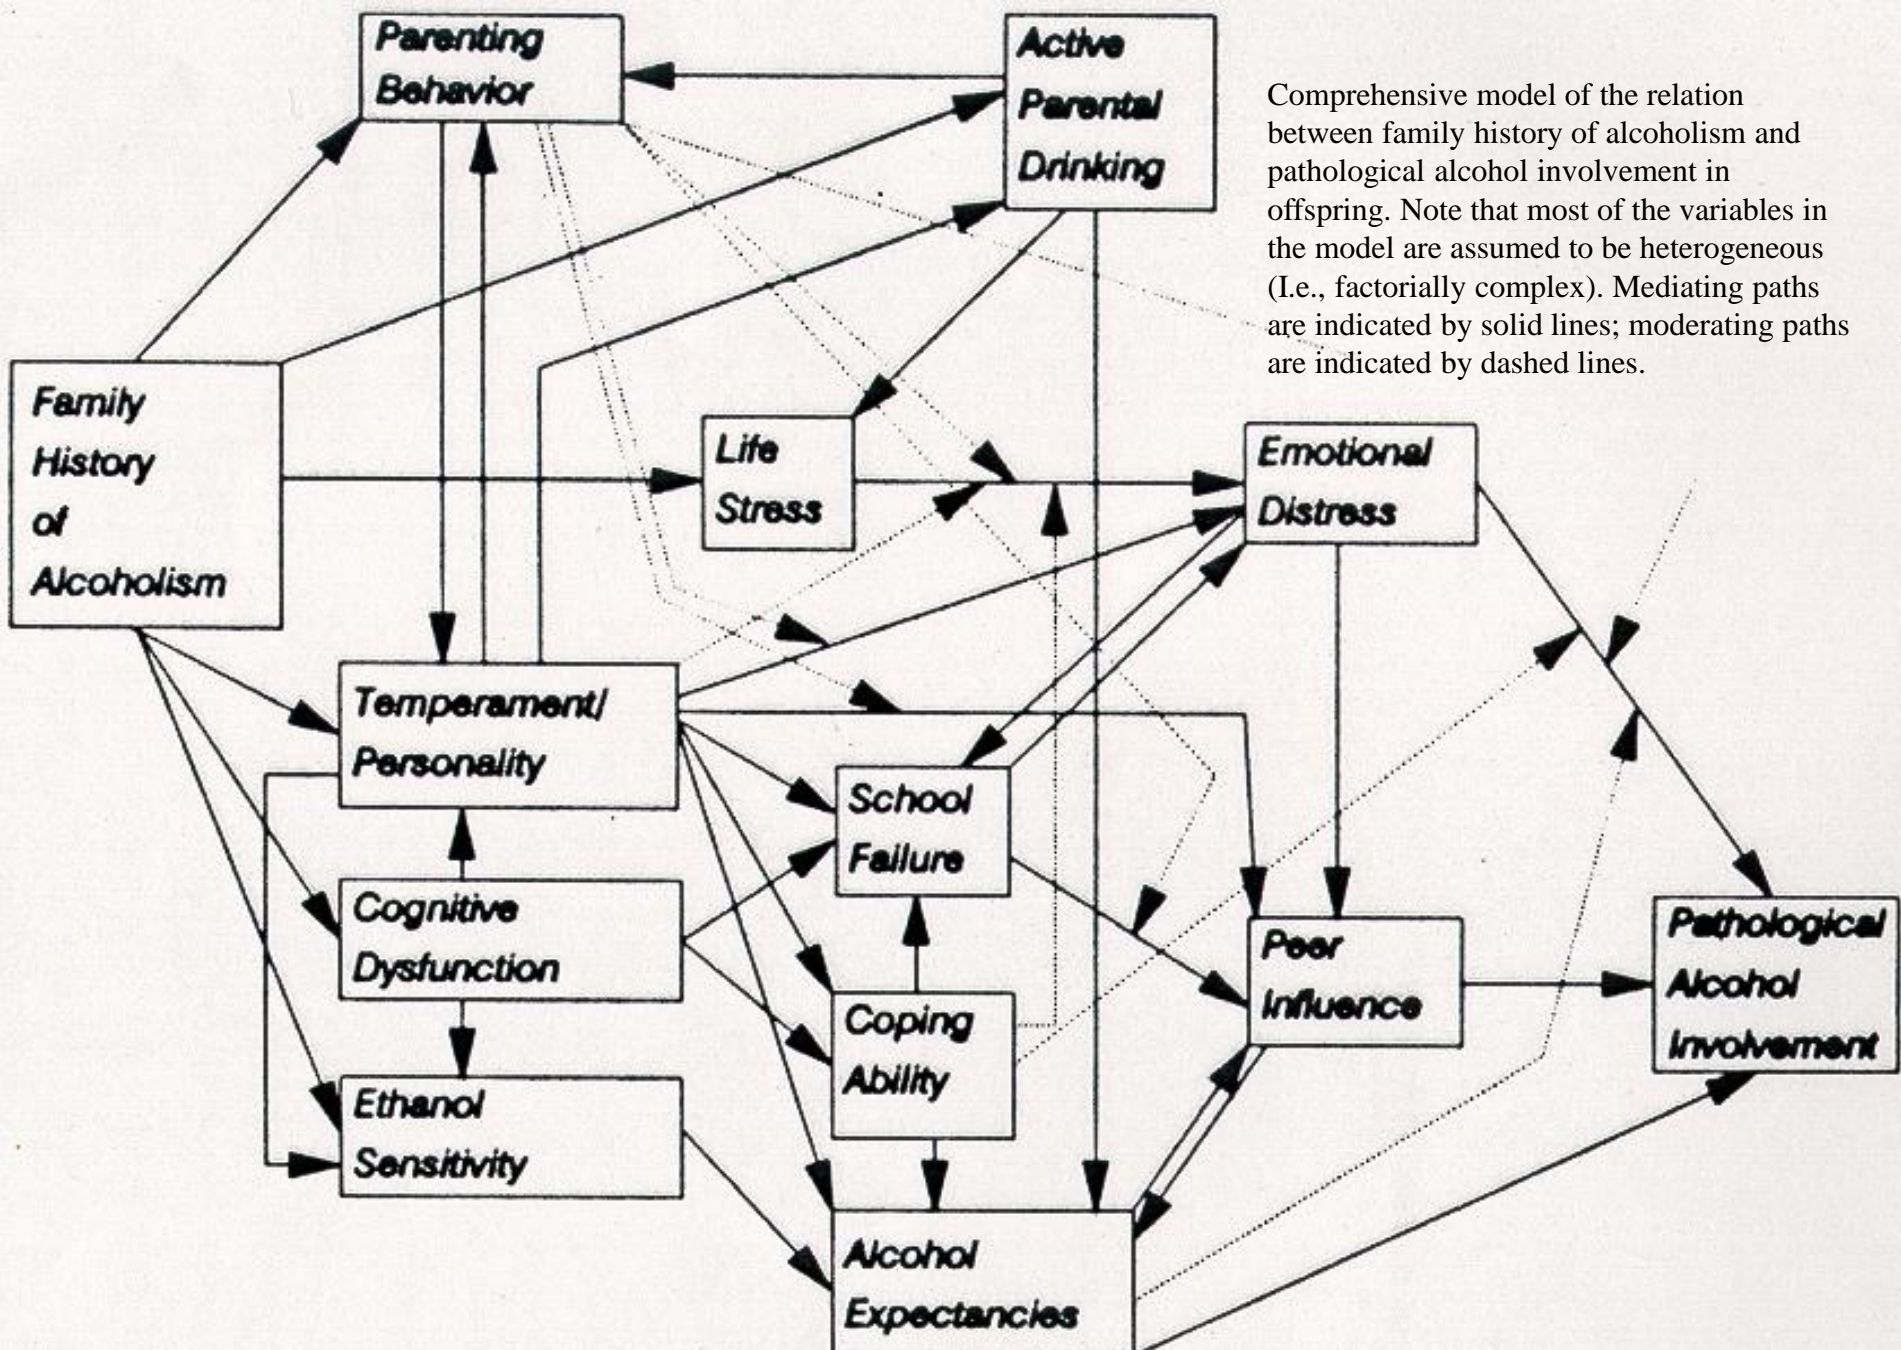 Parenting
Behavior
Active
Parental
Drinking
Comprehensive model of the relation
between family history of alcoholism and
pathological alcohol involvement in
offspring. Note that most of the variables in
the model are assumed to be heterogeneous
(I.e., factorially complex). Mediating paths
are indicated by solid lines; moderating paths
are indicated by dashed lines.
Family
History
of
Alcoholism
Life
Stress
Emotional
Distress
Temperament/
Personality
School
Failure
Cognitive
Dysfunction
Coping
Ability
Peer
Influence
Pathological
Alcohol
Involvement
Ethanol
Sensitivity
Alcohol
Expectancies